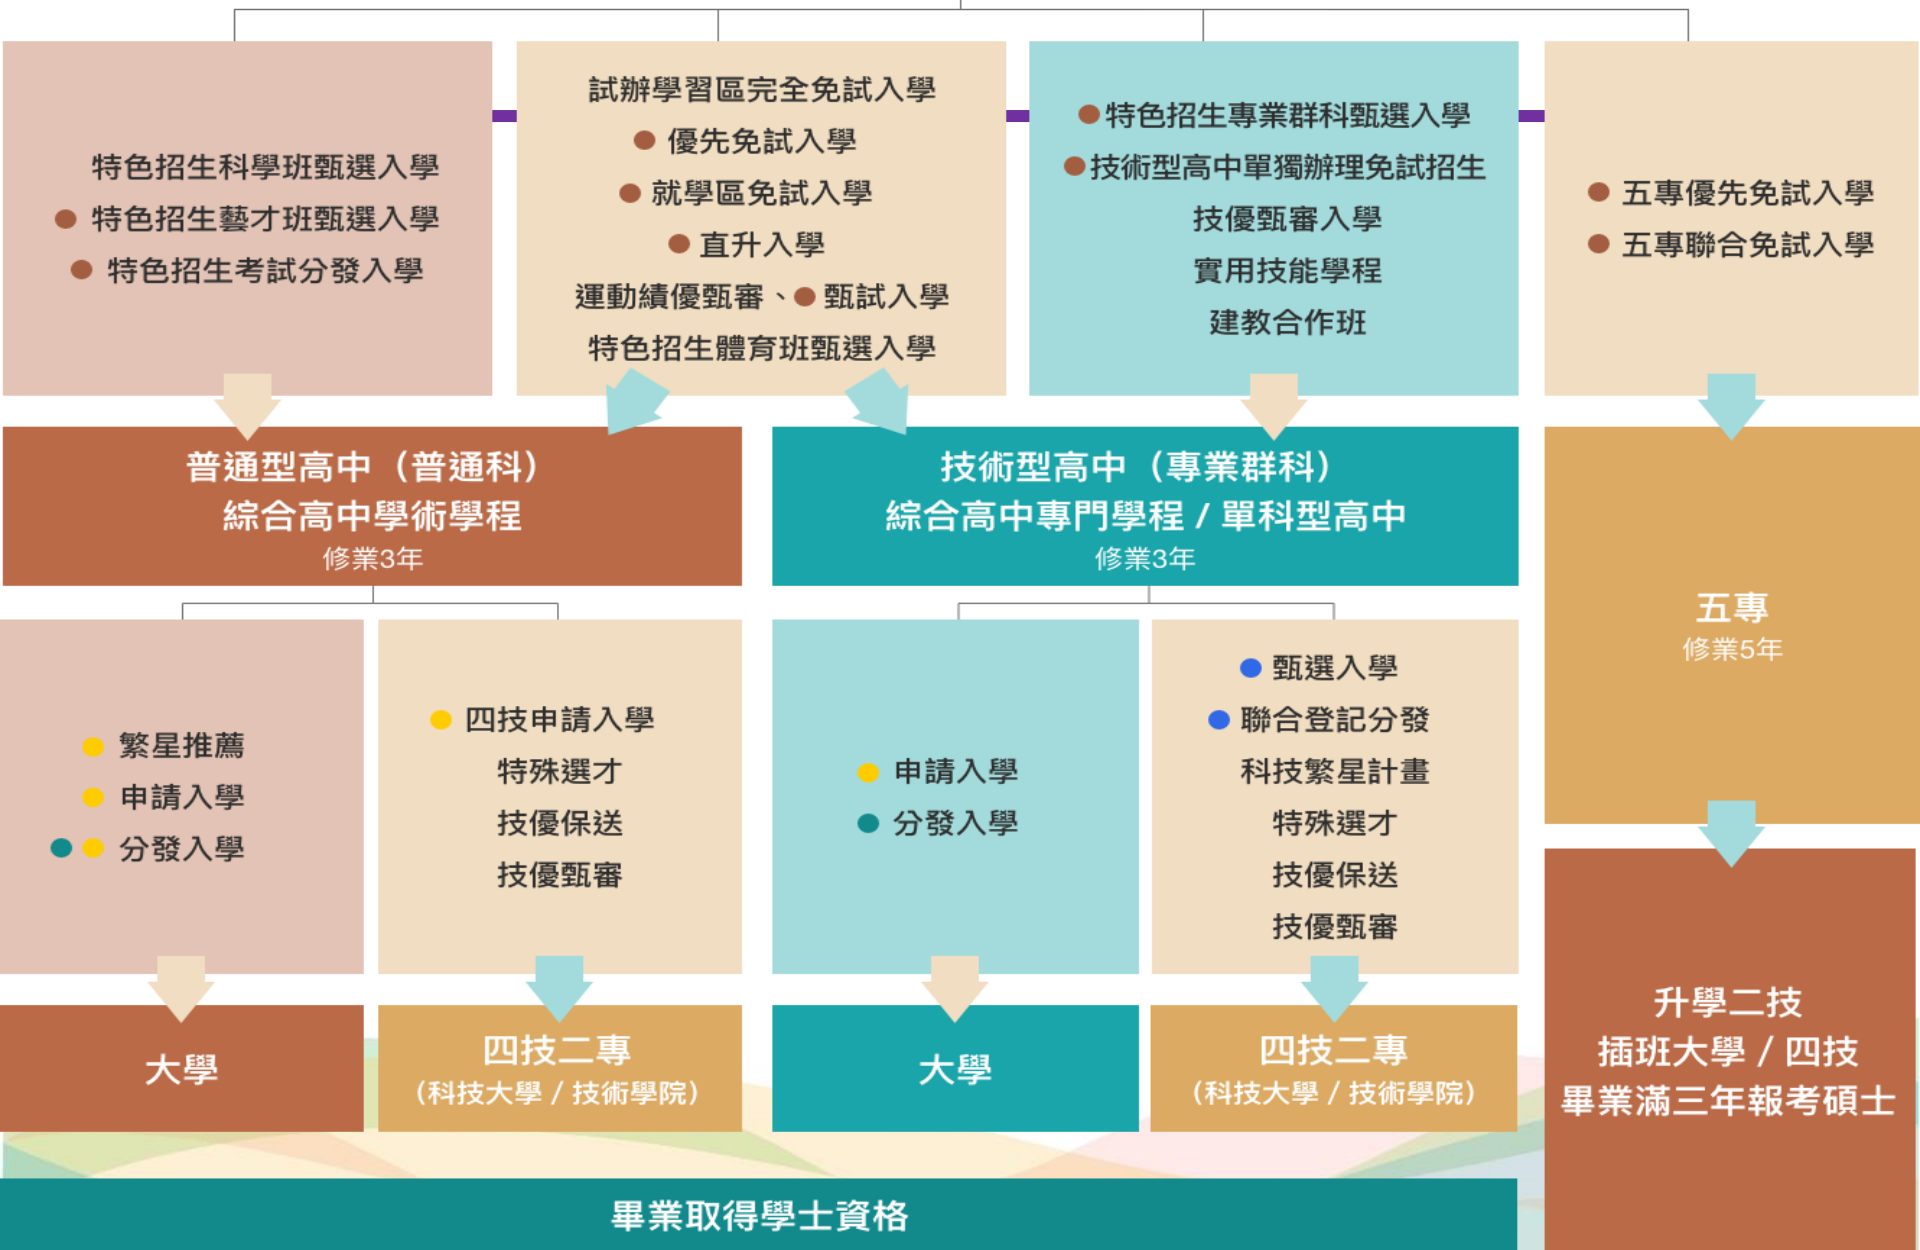 特色招生科學班甄選入學
特色招生藝才班甄選入學
特色招生考試分發入學
試辦學習區完全免試入學
優先免試入學
就學區免試入學
直升入學
運動績優甄審、甄試入學
特色招生體育班甄選入學
特色招生專業群科甄選入學
技術型高中單獨辦理免試招生
技優甄審入學
實用技能學程
建教合作班
五專優先免試入學
五專聯合免試入學
普通型高中（普通科）
綜合高中學術學程
修業3年
技術型高中（專業群科）
綜合高中專門學程 / 單科型高中
修業3年
五專
修業5年
繁星推薦
申請入學
分發入學
四技申請入學
特殊選才
技優保送
技優甄審
申請入學
分發入學
甄選入學
聯合登記分發
科技繁星計畫
特殊選才
技優保送
技優甄審
大學
四技二專
（科技大學 / 技術學院）
大學
四技二專
（科技大學 / 技術學院）
升學二技
插班大學 / 四技
畢業滿三年報考碩士
畢業取得學士資格